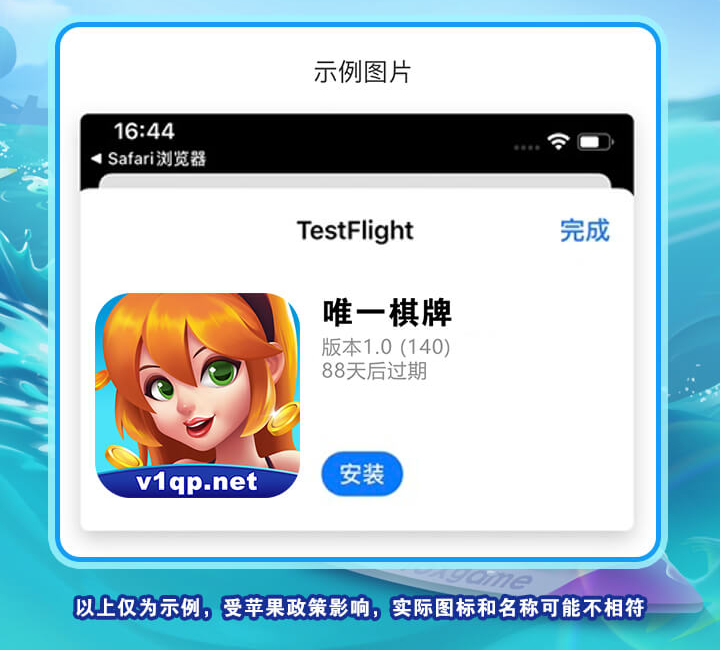 示例图片
16:44
◀ Safari浏览器
TestFlight
完成
唯一棋牌
版本1.0 (140)
88天后过期
v1qp.net
安装
以上仅为示例，受苹果政策影响，实际图标和名称可能不相符